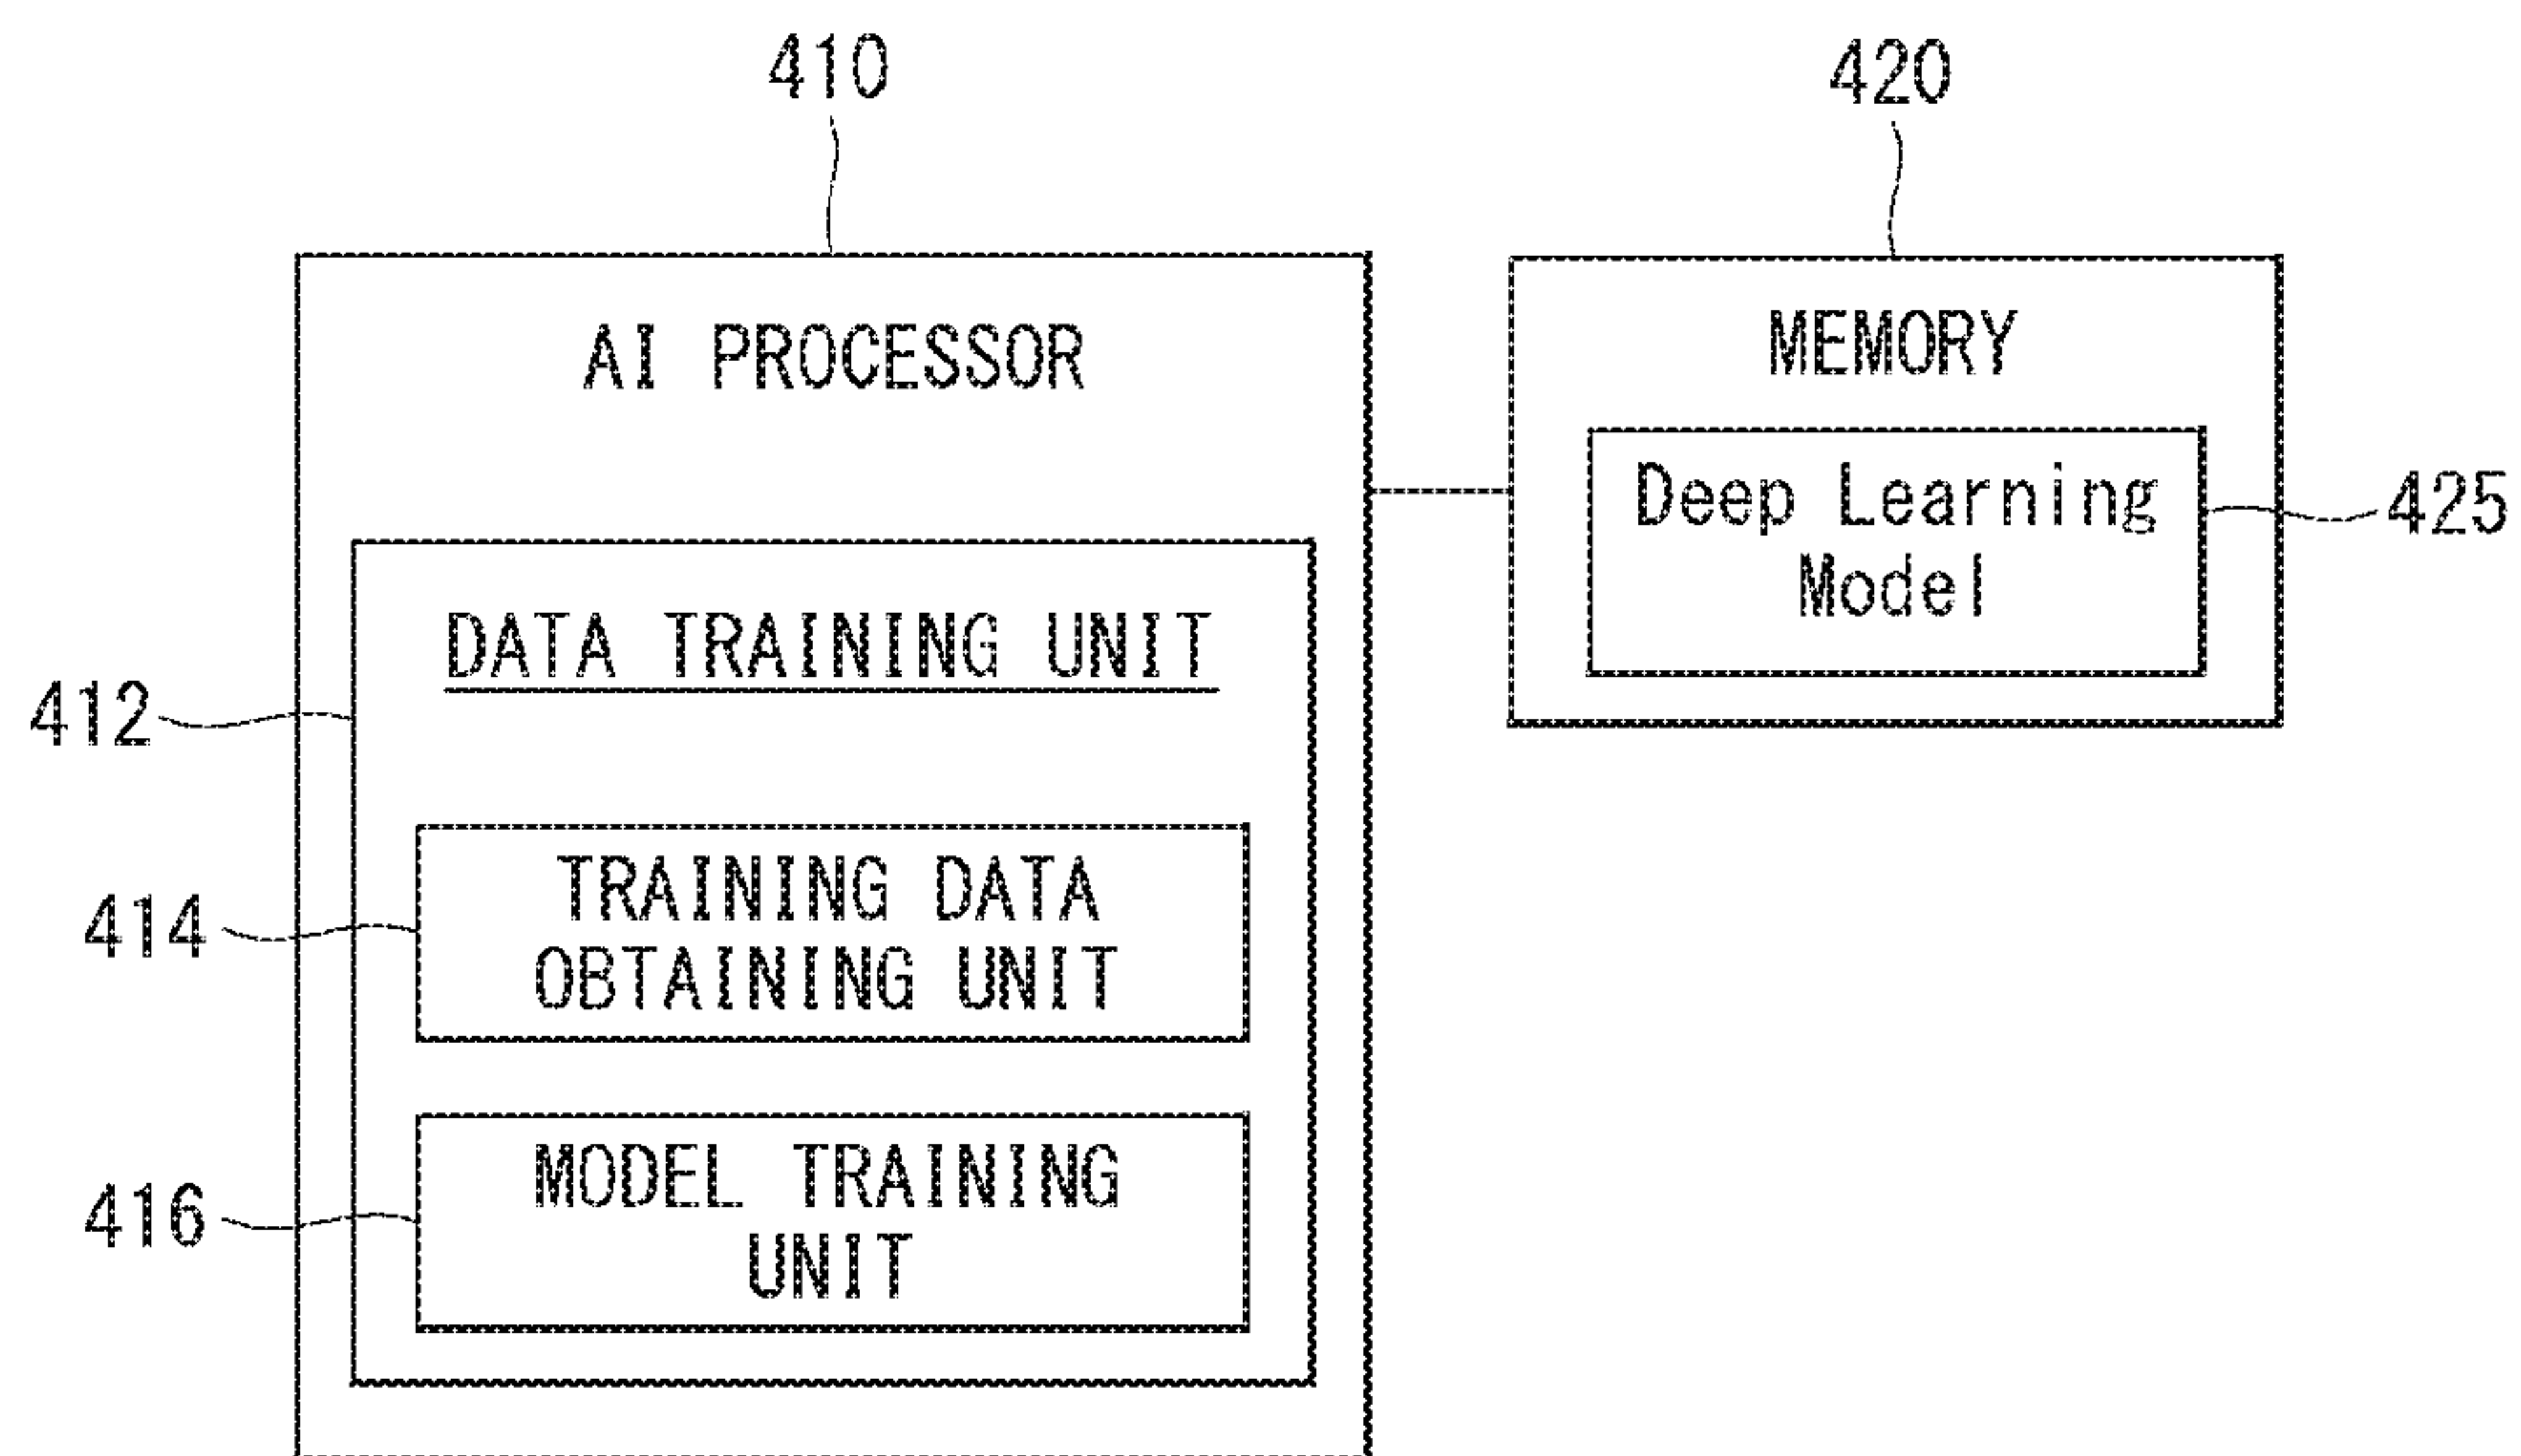 410
420
AI PROCESSOR
MEMORY
Deep Learning
Model
425
DATA TRAINING UNIT
412
TRAINING DATA
OBTAINING UNIT
414
MODEL TRAINING
UNIT
416